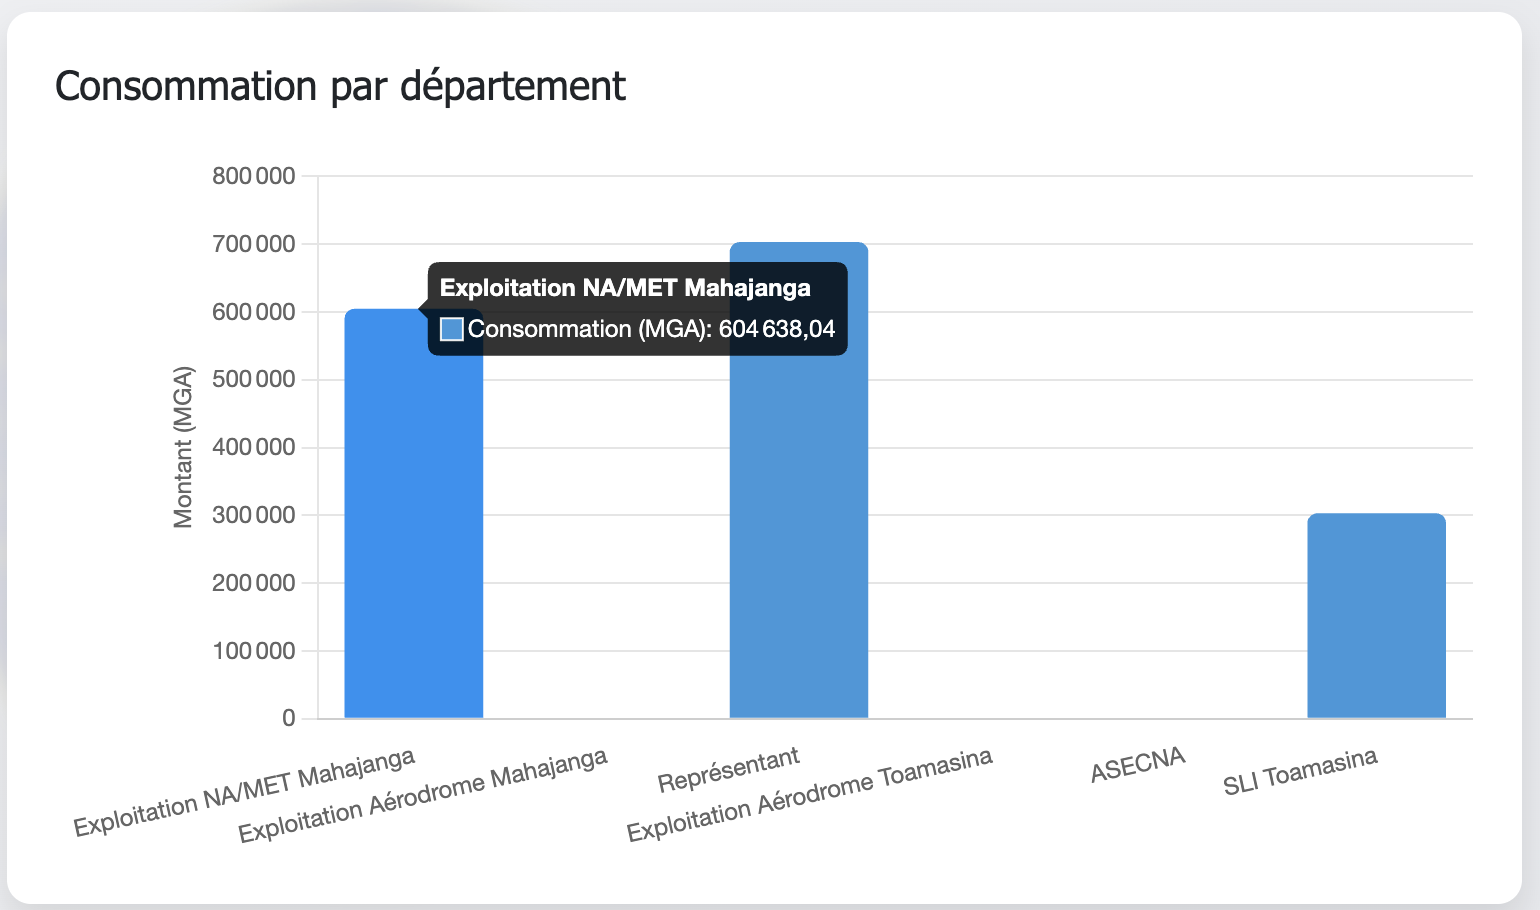 Consommation par département
800 000
700 000
600 000
500 000
400 000
300 000
200 000
100 000
0
Montant (MGA)
Exploitation NA/MET Mahajanga
Consommation (MGA): 604 638,04
Exploitation NA/MET Mahajanga
Exploitation Aérodrome Mahajanga
Représentant
Exploitation Aérodrome Toamasina
ASECNA
SLI Toamasina